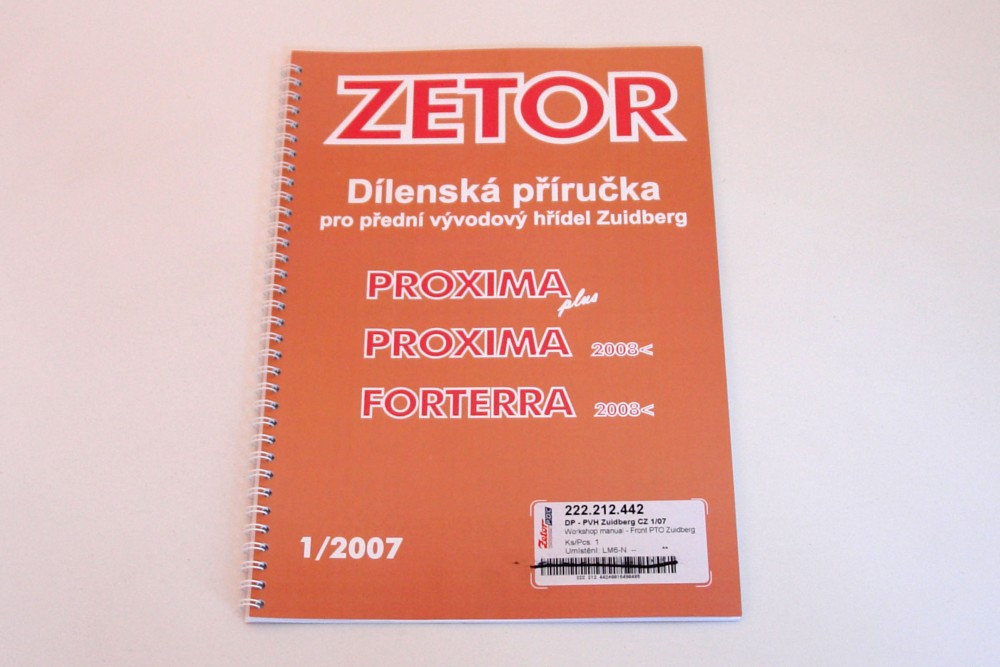 ZETOR
Dílenská příručka
pro přední vývodový hřídel Zuidberg
PROXIMA
plus
PROXIMA 2008<
FORTERRA 2008<
1/2007
Zetor
222.212.442
DP - PVH Zuidberg CZ 1/07
Workshop manual - Front PTO Zuidberg
Ks/Pcs: 1
Umístění: LM6-N -- **